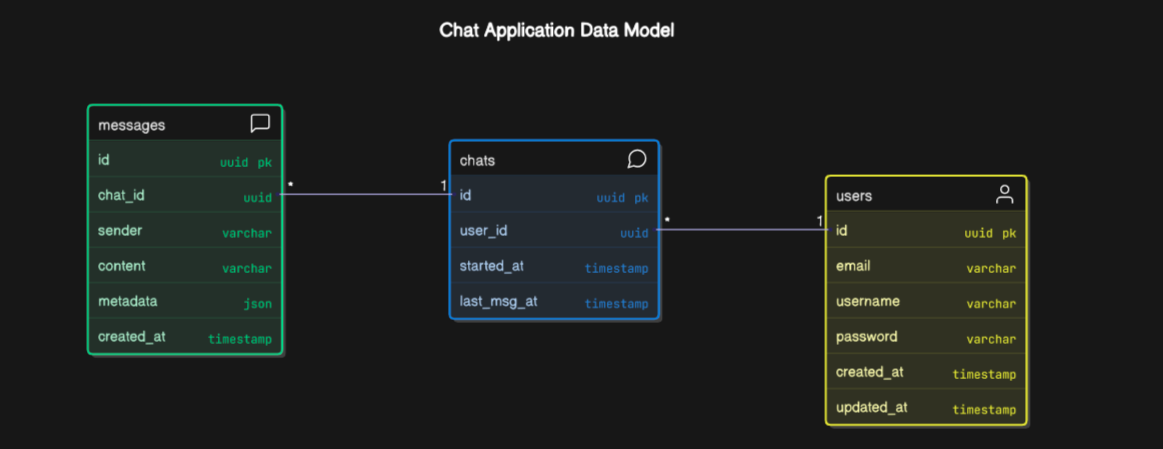 Chat Application Data Model
messages
id uuid pk
chat_id uuid
sender varchar
content varchar
metadata json
created_at timestamp
* 1
chats
id uuid pk
user_id uuid
started_at timestamp
last_msg_at timestamp
* 1
users
id uuid pk
email varchar
username varchar
password varchar
created_at timestamp
updated_at timestamp